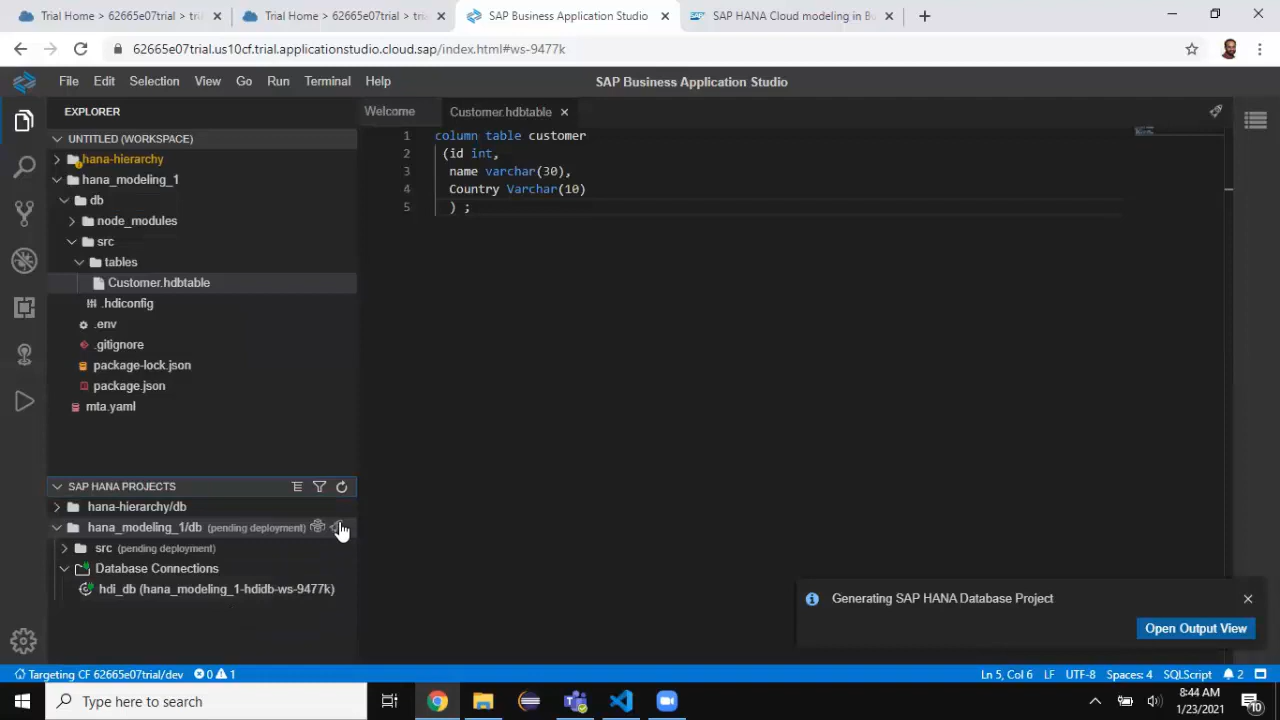 Trial Home > 62665e07trial > tri
Trial Home > 62665e07trial > tri
SAP Business Application Studio
SAP HANA Cloud modeling in Bu
62665e07trial.us10cf.trial.applicationstudio.cloud.sap/index.html#ws-9477k
File Edit Selection View Go Run Terminal Help
SAP Business Application Studio
EXPLORER
Welcome
Customer.hdbtable
UNTITLED (WORKSPACE)
hana-hierarchy
hana_modeling_1
db
node_modules
src
tables
Customer.hdbtable
.hdiconfig
.env
.gitignore
package-lock.json
package.json
mta.yaml
1 column table customer
2 (id int,
3 name varchar(30),
4 Country Varchar(10)
5 ) ;
SAP HANA PROJECTS
hana-hierarchy/db
hana_modeling_1/db (pending deployment)
src (pending deployment)
Database Connections
hdi_db (hana_modeling_1-hdidb-ws-9477k)
Generating SAP HANA Database Project
Open Output View
Targeting CF 62665e07trial/dev 0 1
Ln 5, Col 6 LF UTF-8 Spaces: 4 SQLScript 2
Type here to search
8:44 AM
1/23/2021
10